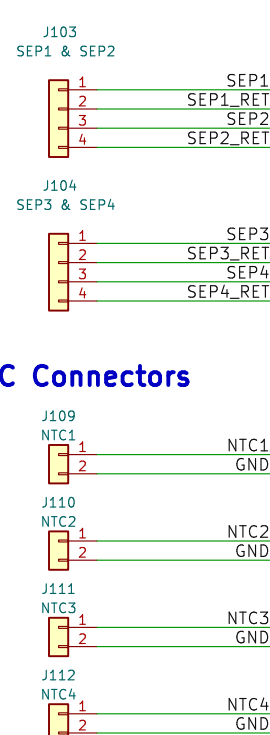 J103
SEP1 & SEP2
1 SEP1
2 SEP1_RET
3 SEP2
4 SEP2_RET
J104
SEP3 & SEP4
1 SEP3
2 SEP3_RET
3 SEP4
4 SEP4_RET
C Connectors
J109
NTC1
1 NTC1
2 GND
J110
NTC2
1 NTC2
2 GND
J111
NTC3
1 NTC3
2 GND
J112
NTC4
1 NTC4
2 GND